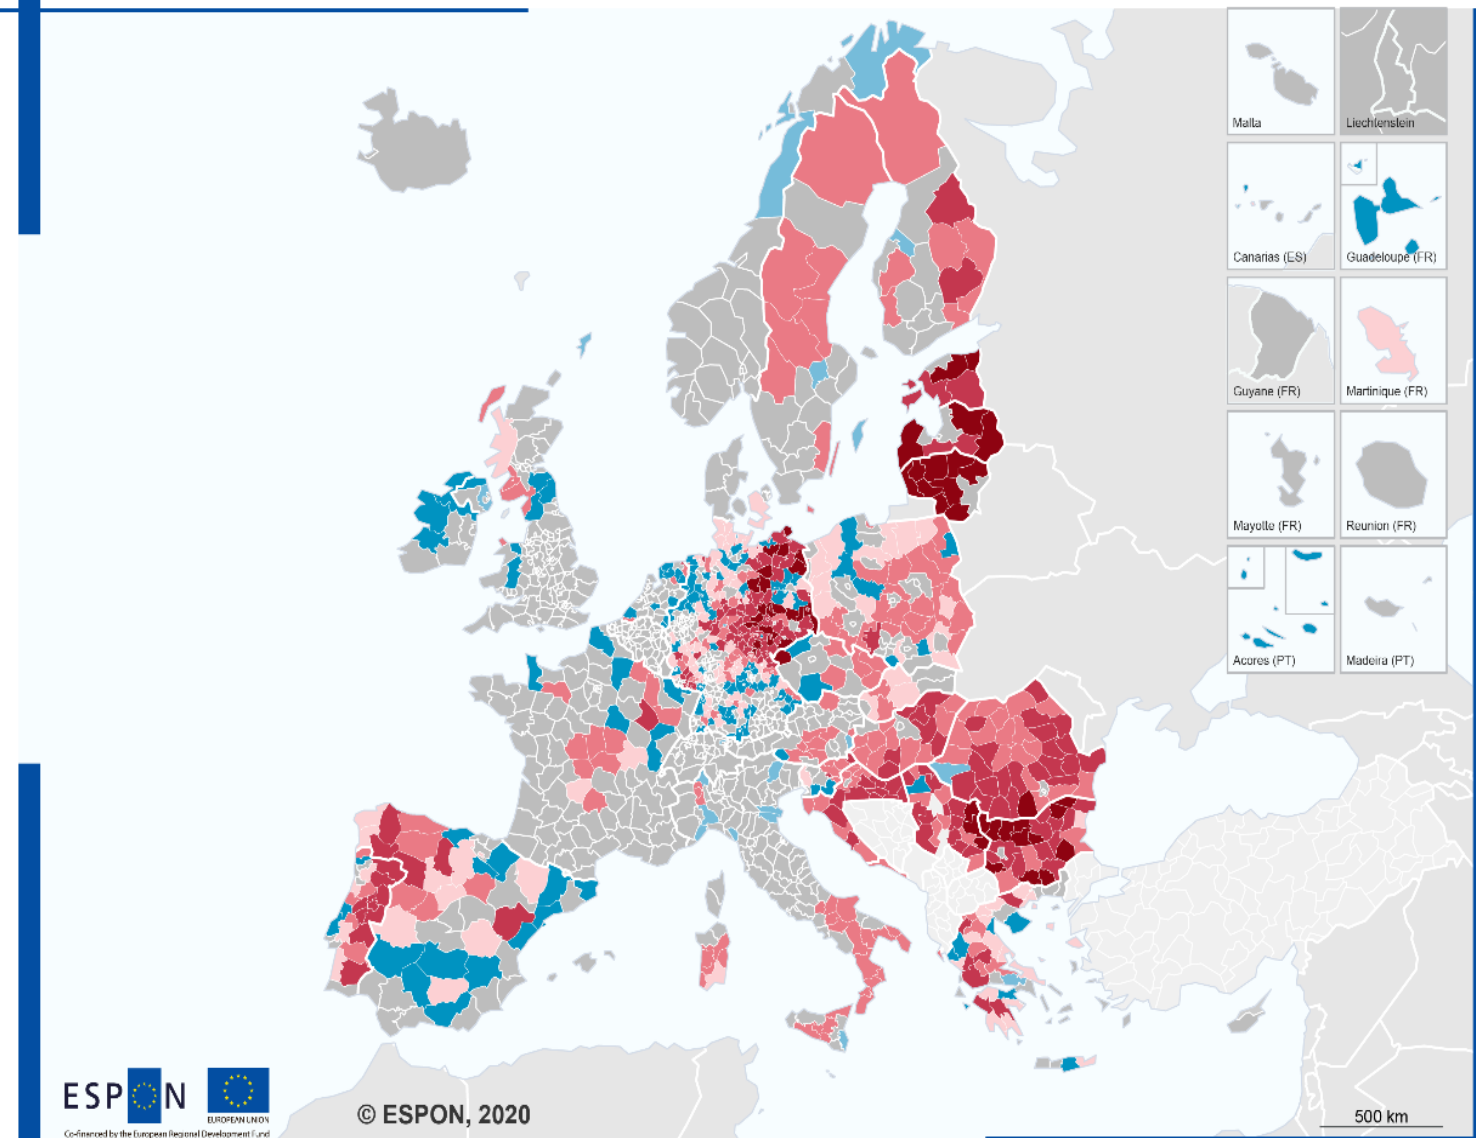 Malta
Liechtenstein
Canarias (ES)
Guadeloupe (FR)
Guyane (FR)
Martinique (FR)
Mayotte (FR)
Reunion (FR)
Acores (PT)
Madeira (PT)
ESPON
EUROPEAN UNION
Co-financed by the European Regional Development Fund
© ESPON, 2020
500 km